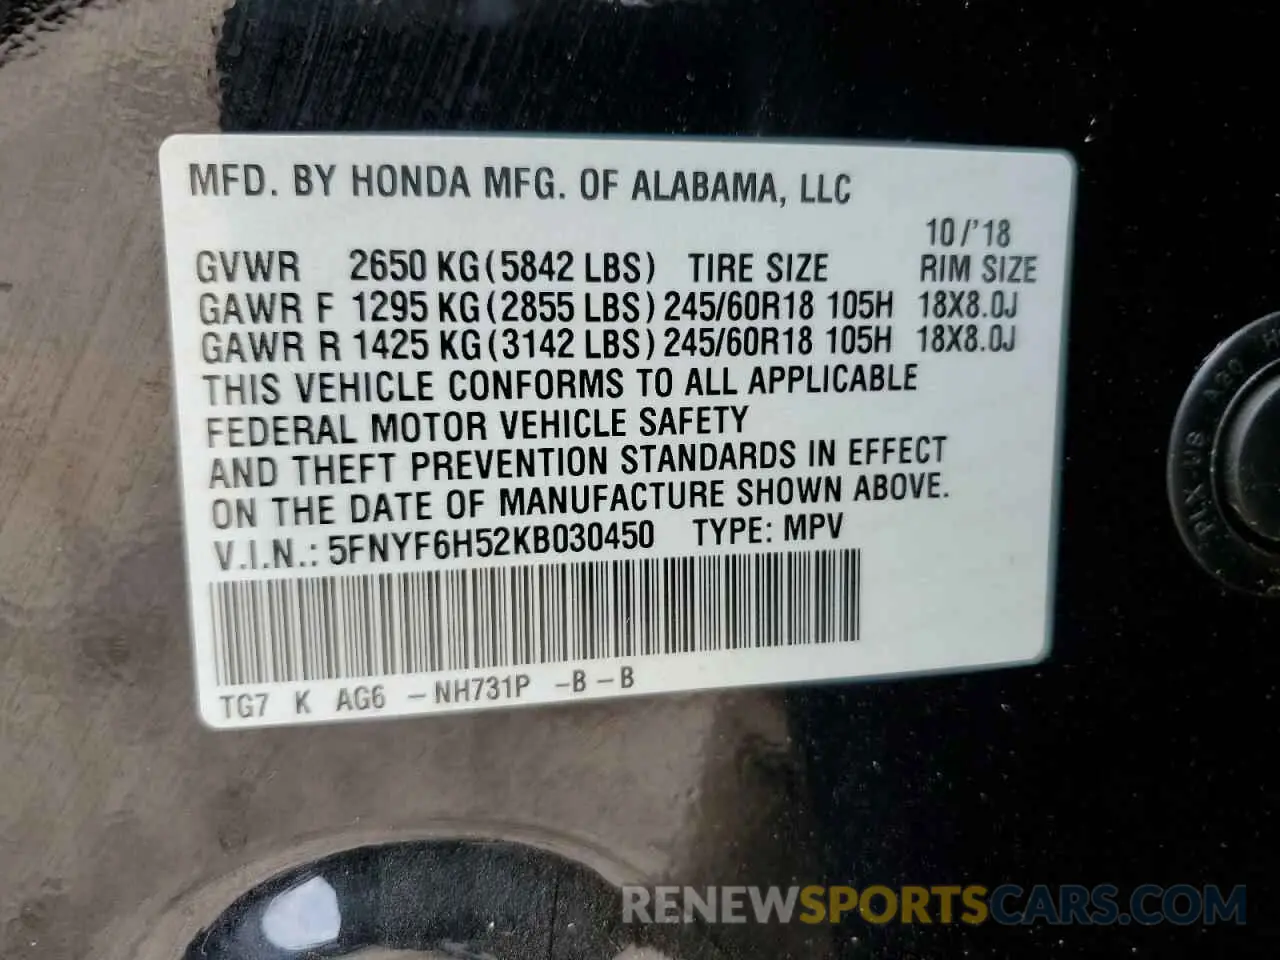 MFD. BY HONDA MFG. OF ALABAMA, LLC
10/'18
GVWR 2650 KG(5842 LBS) TIRE SIZE RIM SIZE
GAWR F 1295 KG(2855 LBS) 245/60R18 105H 18X8.0J
GAWR R 1425 KG(3142 LBS) 245/60R18 105H 18X8.0J
THIS VEHICLE CONFORMS TO ALL APPLICABLE
FEDERAL MOTOR VEHICLE SAFETY
AND THEFT PREVENTION STANDARDS IN EFFECT
ON THE DATE OF MANUFACTURE SHOWN ABOVE.
V.I.N.: 5FNYF6H52KB030450 TYPE: MPV
TG7 K AG6 -NH731P -B-B
RENEWSPORTSCARS.COM